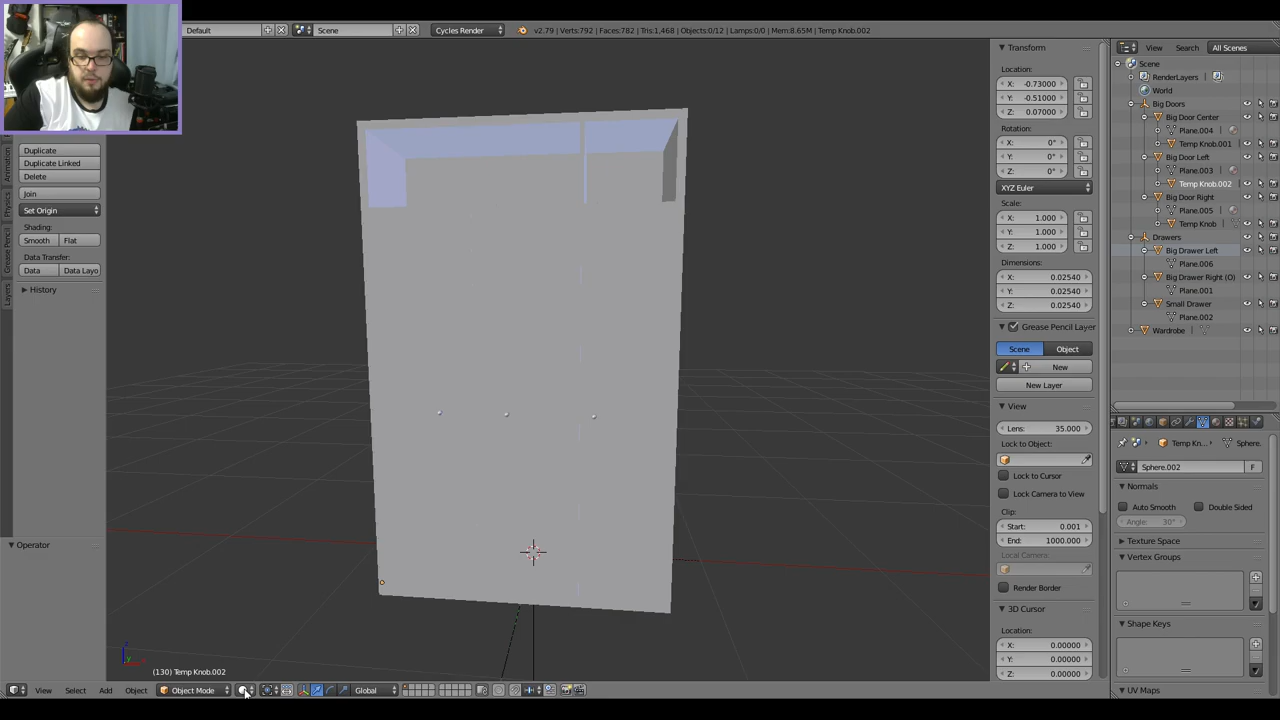 Default
Scene
Cycles Render
v2.79 | Verts:792 | Faces:782 | Tris:1,468 | Objects:0/12 | Lamps:0/0 | Mem:8.65M | Temp Knob.002
Duplicate
Duplicate Linked
Delete
Join
Set Origin
Shading:
Smooth
Flat
Data Transfer:
Data
Data Layo
History
Operator
Animation
Physics
Grease Pencil
Layers
(130) Temp Knob.002
View
Select
Add
Object
Object Mode
Global
Transform
Location:
X: -0.73000
Y: -0.51000
Z: 0.07000
Rotation:
X: 0°
Y: 0°
Z: 0°
XYZ Euler
Scale:
X: 1.000
Y: 1.000
Z: 1.000
Dimensions:
X: 0.02540
Y: 0.02540
Z: 0.02540
Grease Pencil Layer
Scene
Object
New
New Layer
View
Lens: 35.000
Lock to Object:
Lock to Cursor
Lock Camera to View
Clip:
Start: 0.001
End: 1000.000
Local Camera:
Render Border
3D Cursor
Location:
X: 0.00000
Y: 0.00000
Z: 0.00000
View
Search
All Scenes
Scene
RenderLayers
World
Big Doors
Big Door Center
Plane.004
Temp Knob.001
Big Door Left
Plane.003
Temp Knob.002
Big Door Right
Plane.005
Temp Knob
Drawers
Big Drawer Left
Plane.006
Big Drawer Right (O)
Plane.001
Small Drawer
Plane.002
Wardrobe
Temp Kn...
Sphere.
Sphere.002
F
Normals
Auto Smooth
Double Sided
Angle: 30°
Texture Space
Vertex Groups
Shape Keys
UV Maps